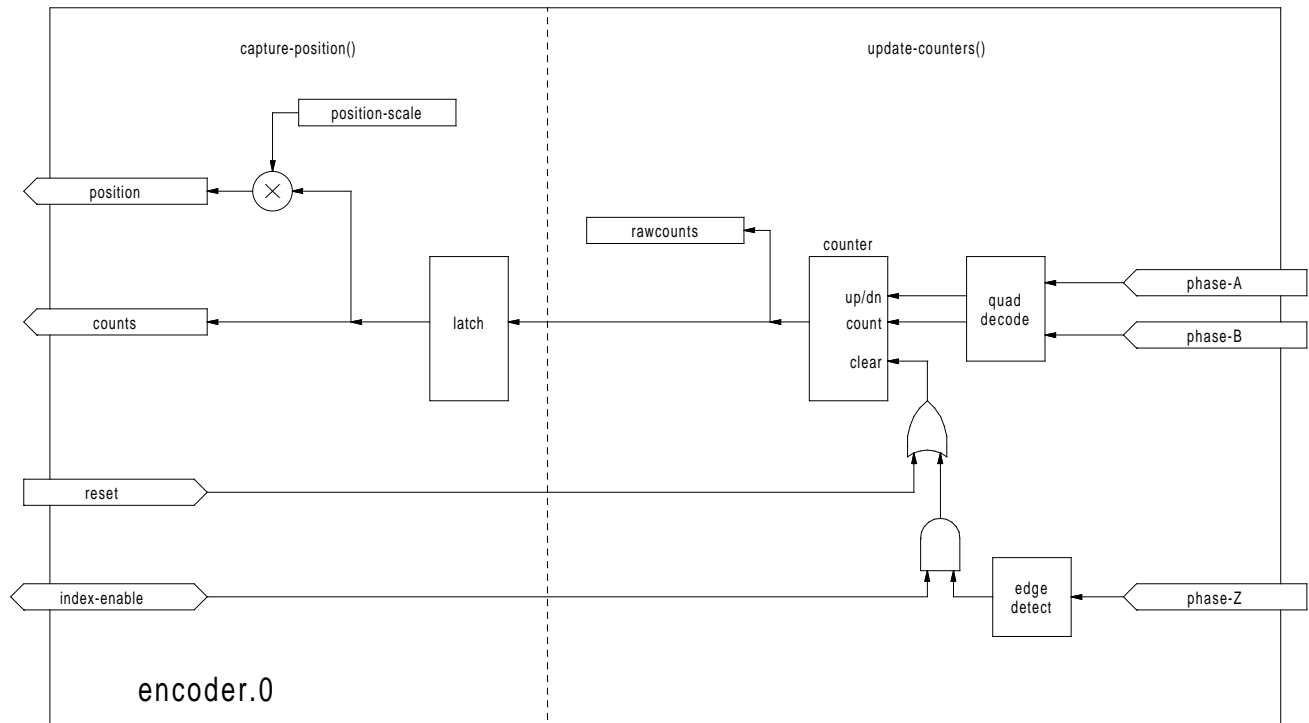 capture-position()
update-counters()
position-scale
position
rawcounts
counter
up/dn
count
clear
quad
decode
phase-A
phase-B
counts
latch
reset
index-enable
edge
detect
phase-Z
encoder.0